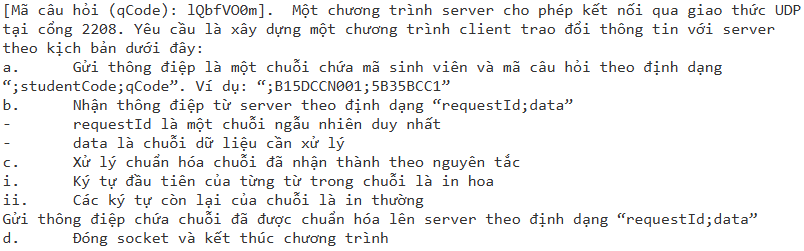 [Mã câu hỏi (qCode): lQbfVO0m].  Một chương trình server cho phép kết nối qua giao thức UDP
tại cổng 2208. Yêu cầu là xây dựng một chương trình client trao đổi thông tin với server
theo kịch bản dưới đây:
a.	Gửi thông điệp là một chuỗi chứa mã sinh viên và mã câu hỏi theo định dạng
“;studentCode;qCode”. Ví dụ: “;B15DCCN001;5B35BCC1”
b.	Nhận thông điệp từ server theo định dạng “requestId;data”
-	requestId là một chuỗi ngẫu nhiên duy nhất
-	data là chuỗi dữ liệu cần xử lý
c.	Xử lý chuẩn hóa chuỗi đã nhận thành theo nguyên tắc
i.	Ký tự đầu tiên của từng từ trong chuỗi là in hoa
ii.	Các ký tự còn lại của chuỗi là in thường
Gửi thông điệp chứa chuỗi đã được chuẩn hóa lên server theo định dạng “requestId;data”
d.	Đóng socket và kết thúc chương trình